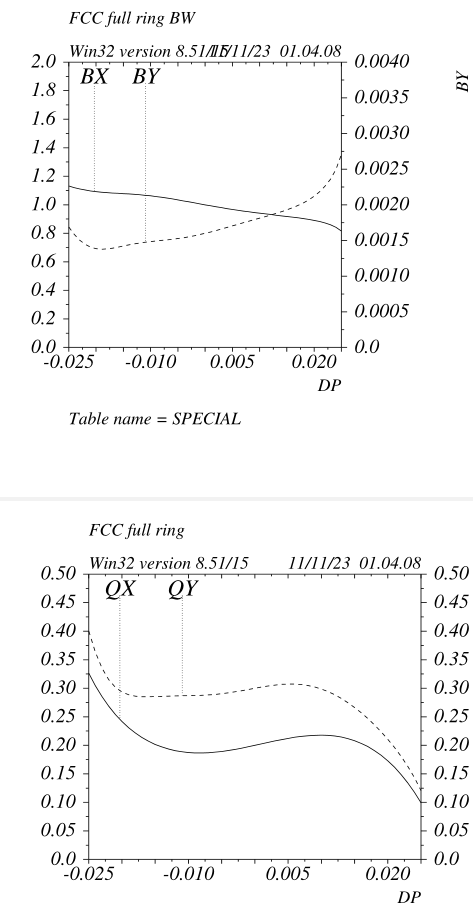 FCC full ring BW
Win32 version 8.51/15 11/11/23 01.04.08
BX BY
2.0 0.0040
1.8 0.0035
1.6 0.0030
1.4 0.0025
1.2 0.0020
1.0 0.0015
0.8 0.0010
0.6 0.0005
0.4 0.0
0.2
0.0
BY
-0.025 -0.010 0.005 0.020
DP
Table name = SPECIAL
FCC full ring
Win32 version 8.51/15 11/11/23 01.04.08
QX QY
0.50 0.50
0.45 0.45
0.40 0.40
0.35 0.35
0.30 0.30
0.25 0.25
0.20 0.20
0.15 0.15
0.10 0.10
0.05 0.05
0.0 0.0
-0.025 -0.010 0.005 0.020
DP